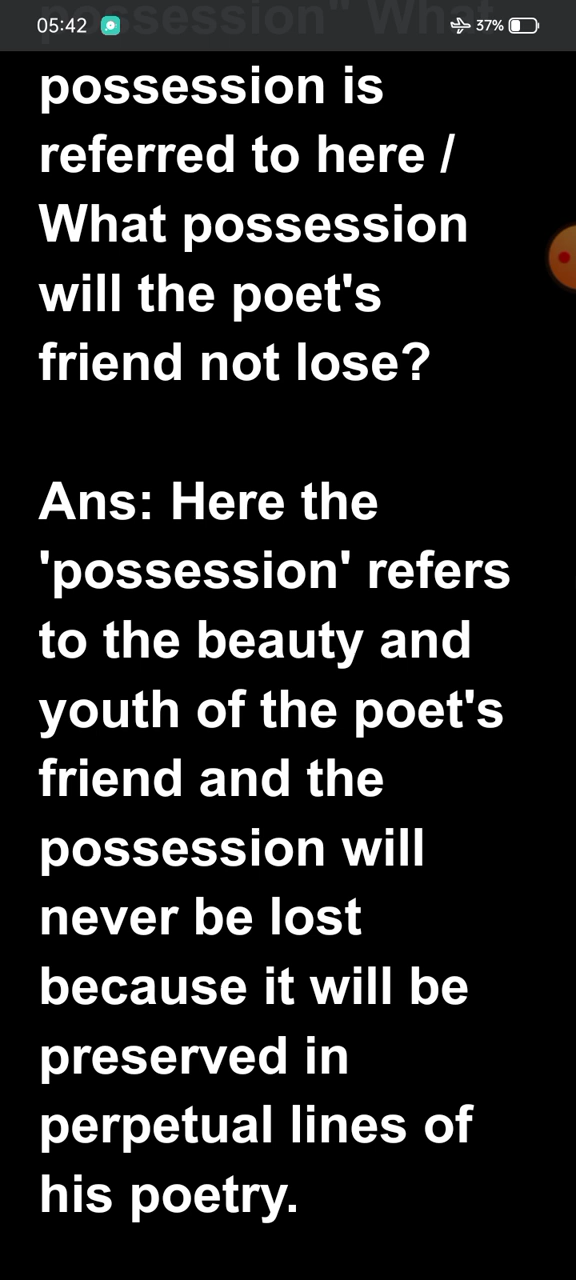 05:42
37%
possession" What
possession is
referred to here /
What possession
will the poet's
friend not lose?
Ans: Here the
'possession' refers
to the beauty and
youth of the poet's
friend and the
possession will
never be lost
because it will be
preserved in
perpetual lines of
his poetry.